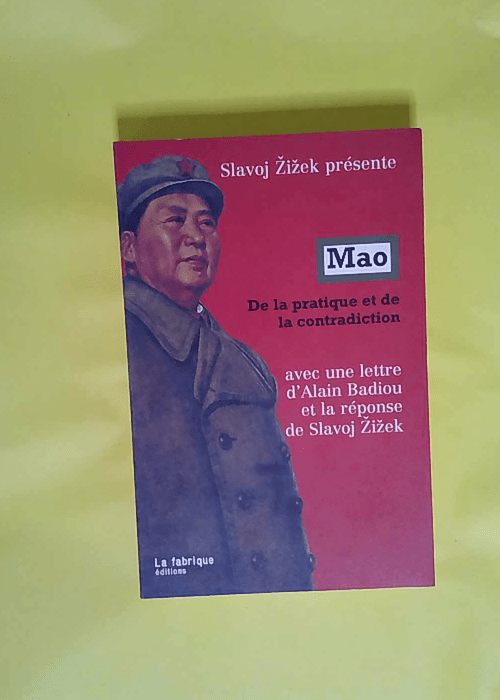 Slavoj Žižek présente
Mao
De la pratique et de
la contradiction
avec une lettre
d'Alain Badiou
et la réponse
de Slavoj Žižek
La fabrique
éditions